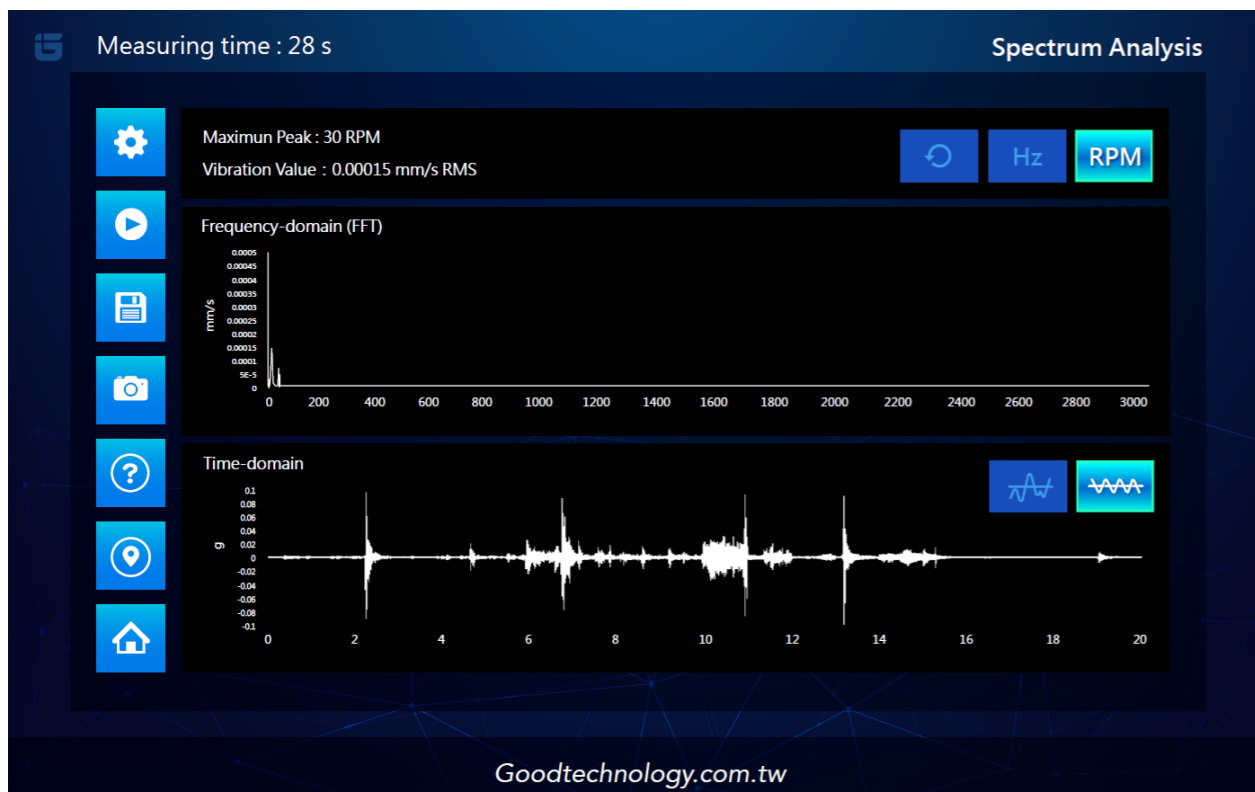 Measuring time : 28 s
Spectrum Analysis
Maximun Peak : 30 RPM
Vibration Value : 0.00015 mm/s RMS
Hz
RPM
Frequency-domain (FFT)
mm/s
0.0005
0.00045
0.0004
0.00035
0.0003
0.00025
0.0002
0.00015
0.0001
5E-5
0
0 200 400 600 800 1000 1200 1400 1600 1800 2000 2200 2400 2600 2800 3000
Time-domain
g
0.1
0.08
0.06
0.04
0.02
0
-0.02
-0.04
-0.06
-0.08
-0.1
0 2 4 6 8 10 12 14 16 18 20
Goodtechnology.com.tw